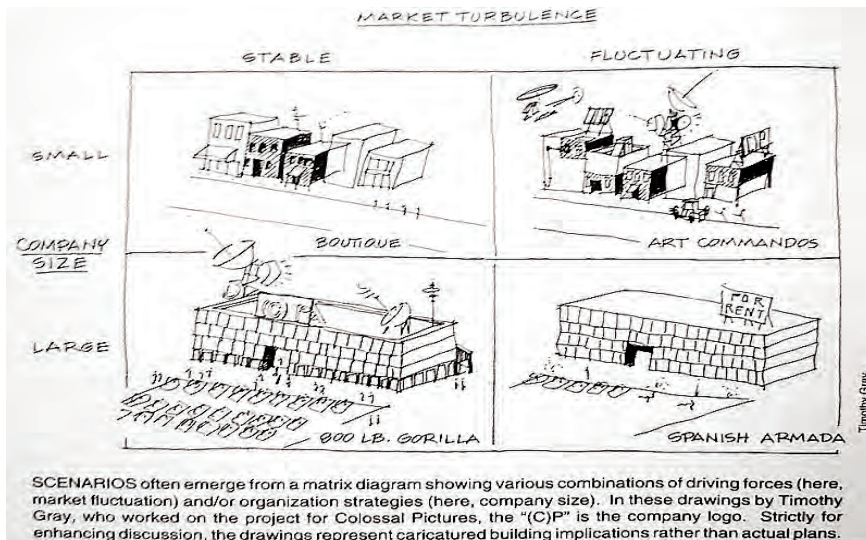 MARKET TURBULENCE
STABLE
FLUCTUATING
SMALL
BOUTIQUE
ART COMMANDOS
COMPANY
SIZE
FOR
RENT
LARGE
800 LB. GORILLA
SPANISH ARMADA
Timothy Gray
SCENARIOS often emerge from a matrix diagram showing various combinations of driving forces (here,
market fluctuation) and/or organization strategies (here, company size). In these drawings by Timothy
Gray, who worked on the project for Colossal Pictures, the "(C)P" is the company logo. Strictly for
enhancing discussion, the drawings represent caricatured building implications rather than actual plans.